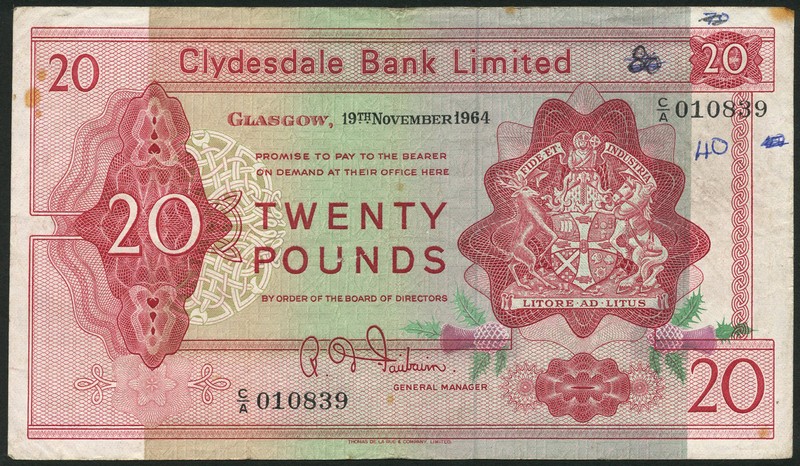 20 Clydesdale Bank Limited 20
C/A 010839
GLASGOW, 19TH NOVEMBER 1964
40
PROMISE TO PAY TO THE BEARER
ON DEMAND AT THEIR OFFICE HERE
FIDE ET INDUSTRIA
20
TWENTY
POUNDS
BY ORDER OF THE BOARD OF DIRECTORS
LITORE·AD·LITUS
GENERAL MANAGER
C/A 010839
20
THOMAS DE LA RUE & COMPANY, LIMITED.